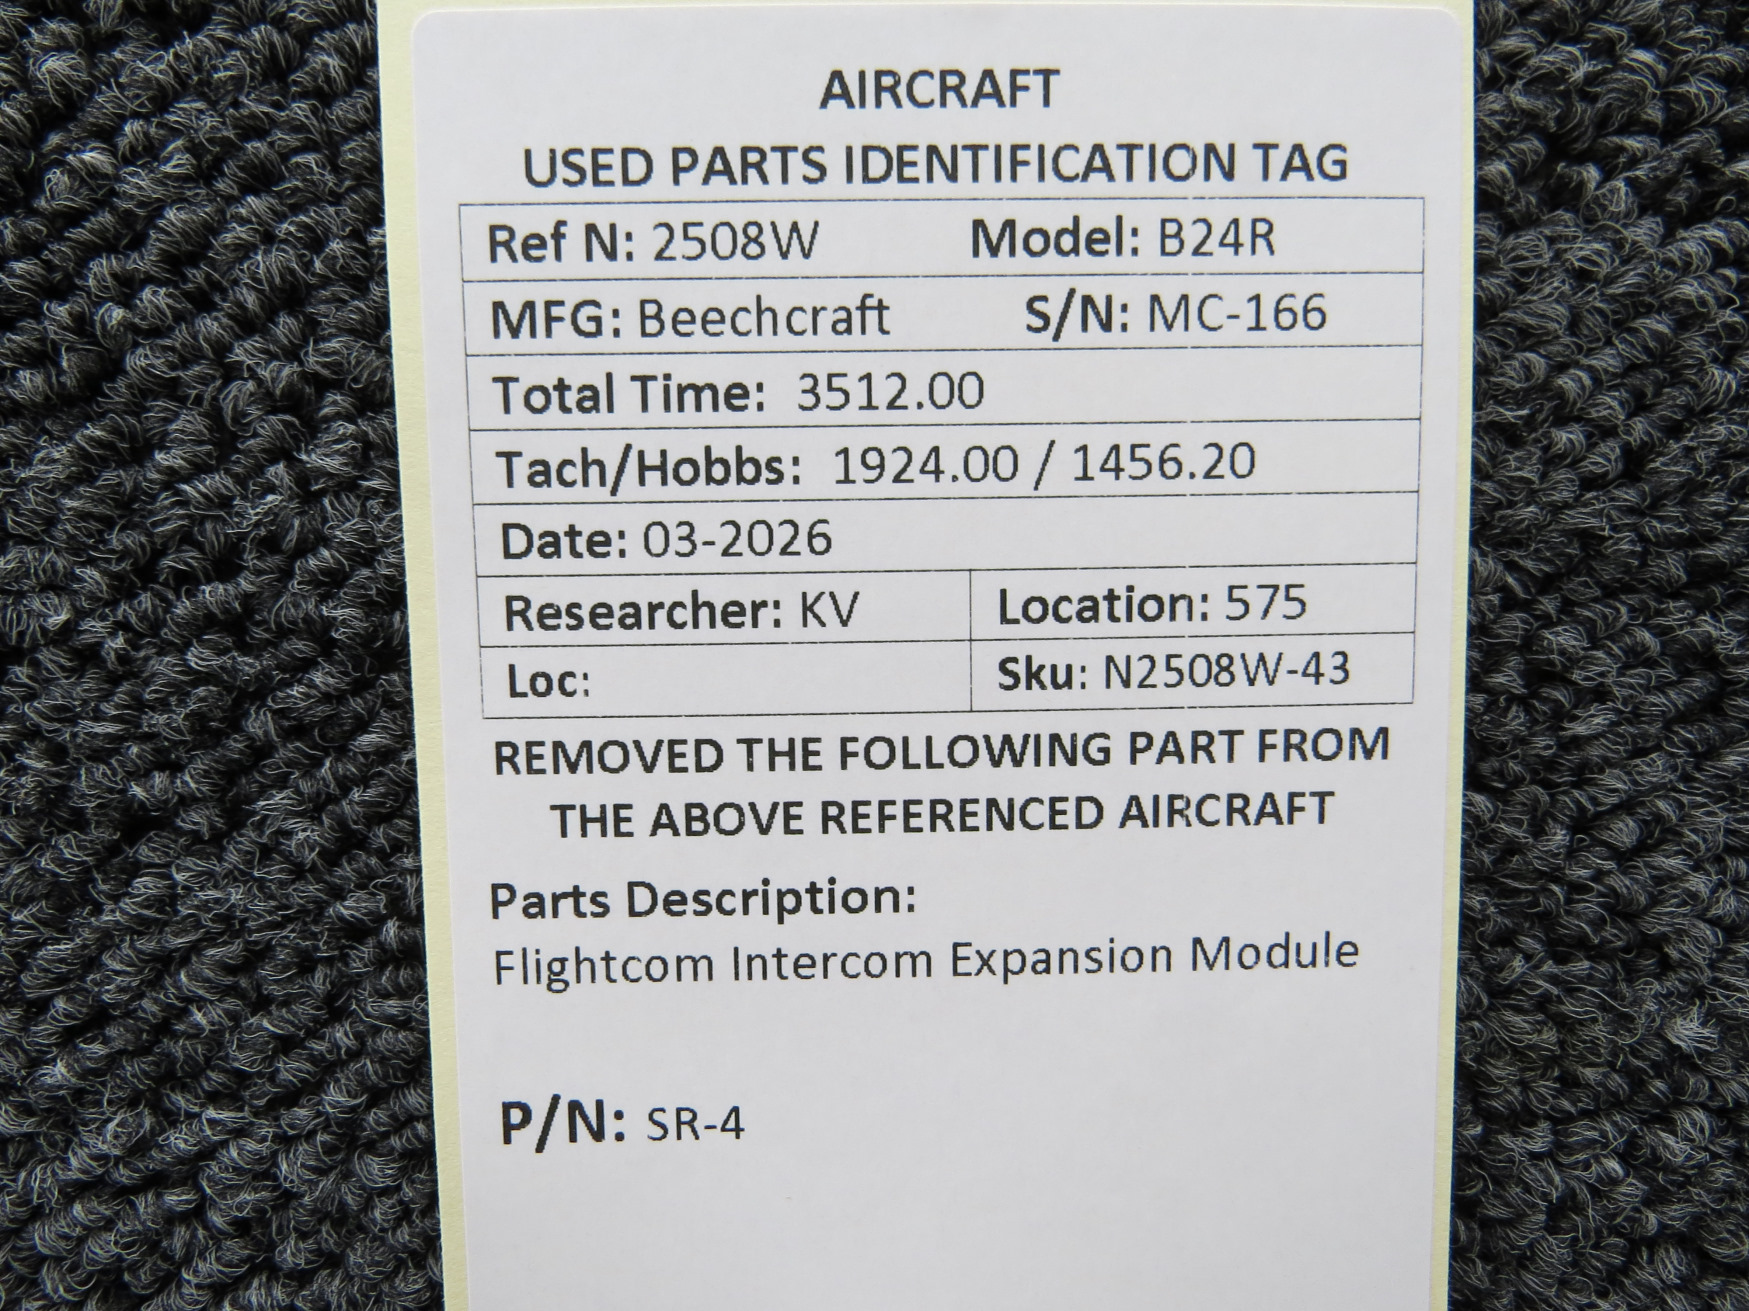 AIRCRAFT
USED PARTS IDENTIFICATION TAG
Ref N: 2508W Model: B24R
MFG: Beechcraft S/N: MC-166
Total Time: 3512.00
Tach/Hobbs: 1924.00 / 1456.20
Date: 03-2026
Researcher: KV Location: 575
Loc: Sku: N2508W-43
REMOVED THE FOLLOWING PART FROM
THE ABOVE REFERENCED AIRCRAFT
Parts Description:
Flightcom Intercom Expansion Module
P/N: SR-4